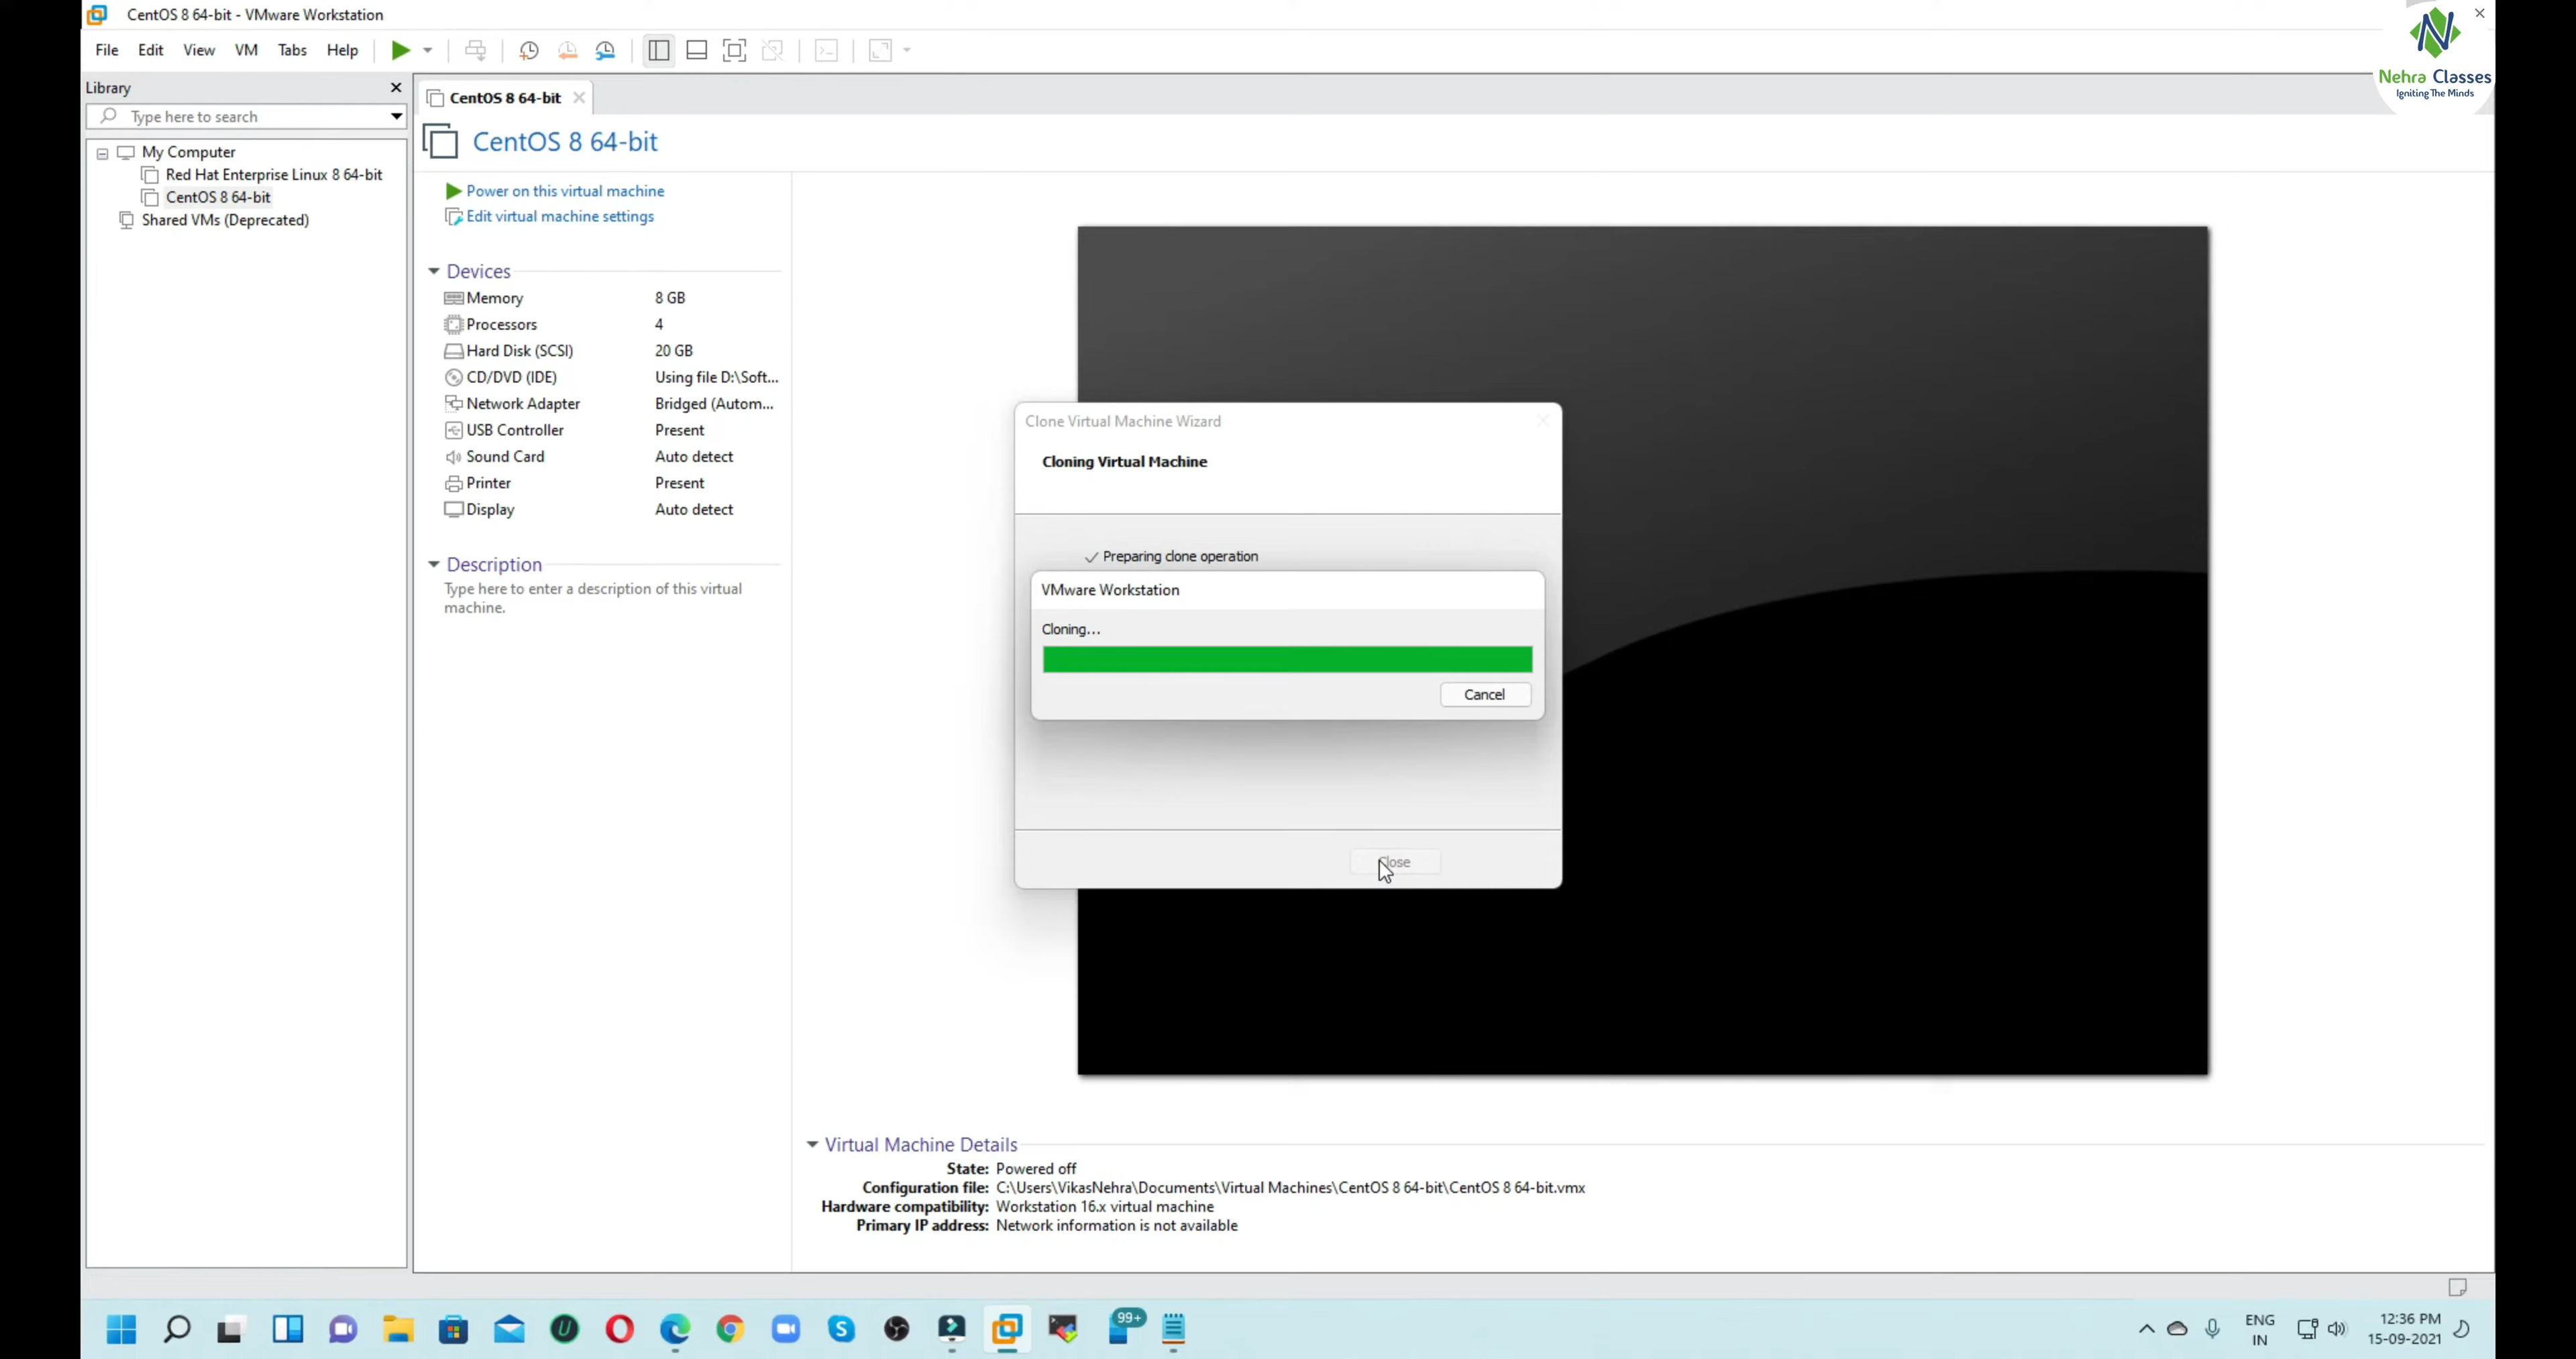 CentOS 8 64-bit - VMware Workstation
File Edit View VM Tabs Help
Nehra Classes
Igniting The Minds
Library
Type here to search
My Computer
Red Hat Enterprise Linux 8 64-bit
CentOS 8 64-bit
Shared VMs (Deprecated)
CentOS 8 64-bit
CentOS 8 64-bit
Power on this virtual machine
Edit virtual machine settings
Devices
Memory 8 GB
Processors 4
Hard Disk (SCSI) 20 GB
CD/DVD (IDE) Using file D:\Soft...
Network Adapter Bridged (Autom...
USB Controller Present
Sound Card Auto detect
Printer Present
Display Auto detect
Description
Type here to enter a description of this virtual
machine.
Clone Virtual Machine Wizard
Cloning Virtual Machine
Preparing clone operation
VMware Workstation
Cloning...
Cancel
Close
Virtual Machine Details
State: Powered off
Configuration file: C:\Users\VikasNehra\Documents\Virtual Machines\CentOS 8 64-bit\CentOS 8 64-bit.vmx
Hardware compatibility: Workstation 16.x virtual machine
Primary IP address: Network information is not available
99+
ENG
IN
12:36 PM
15-09-2021